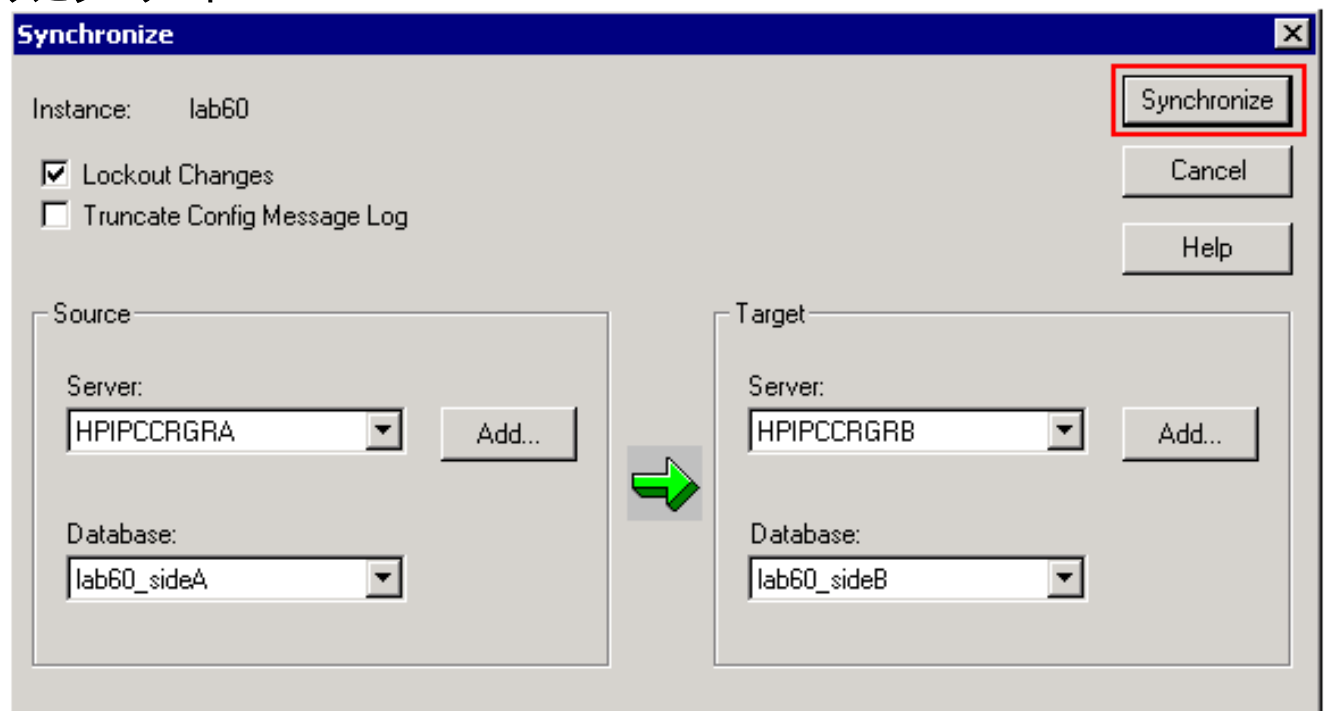 Synchronize
Instance: lab60
Synchronize
Lockout Changes
Cancel
Truncate Config Message Log
Help
Source
Server:
HPIPCCRGRA
Add...
Database:
lab60_sideA
Target
Server:
HPIPCCRGRB
Add...
Database:
lab60_sideB